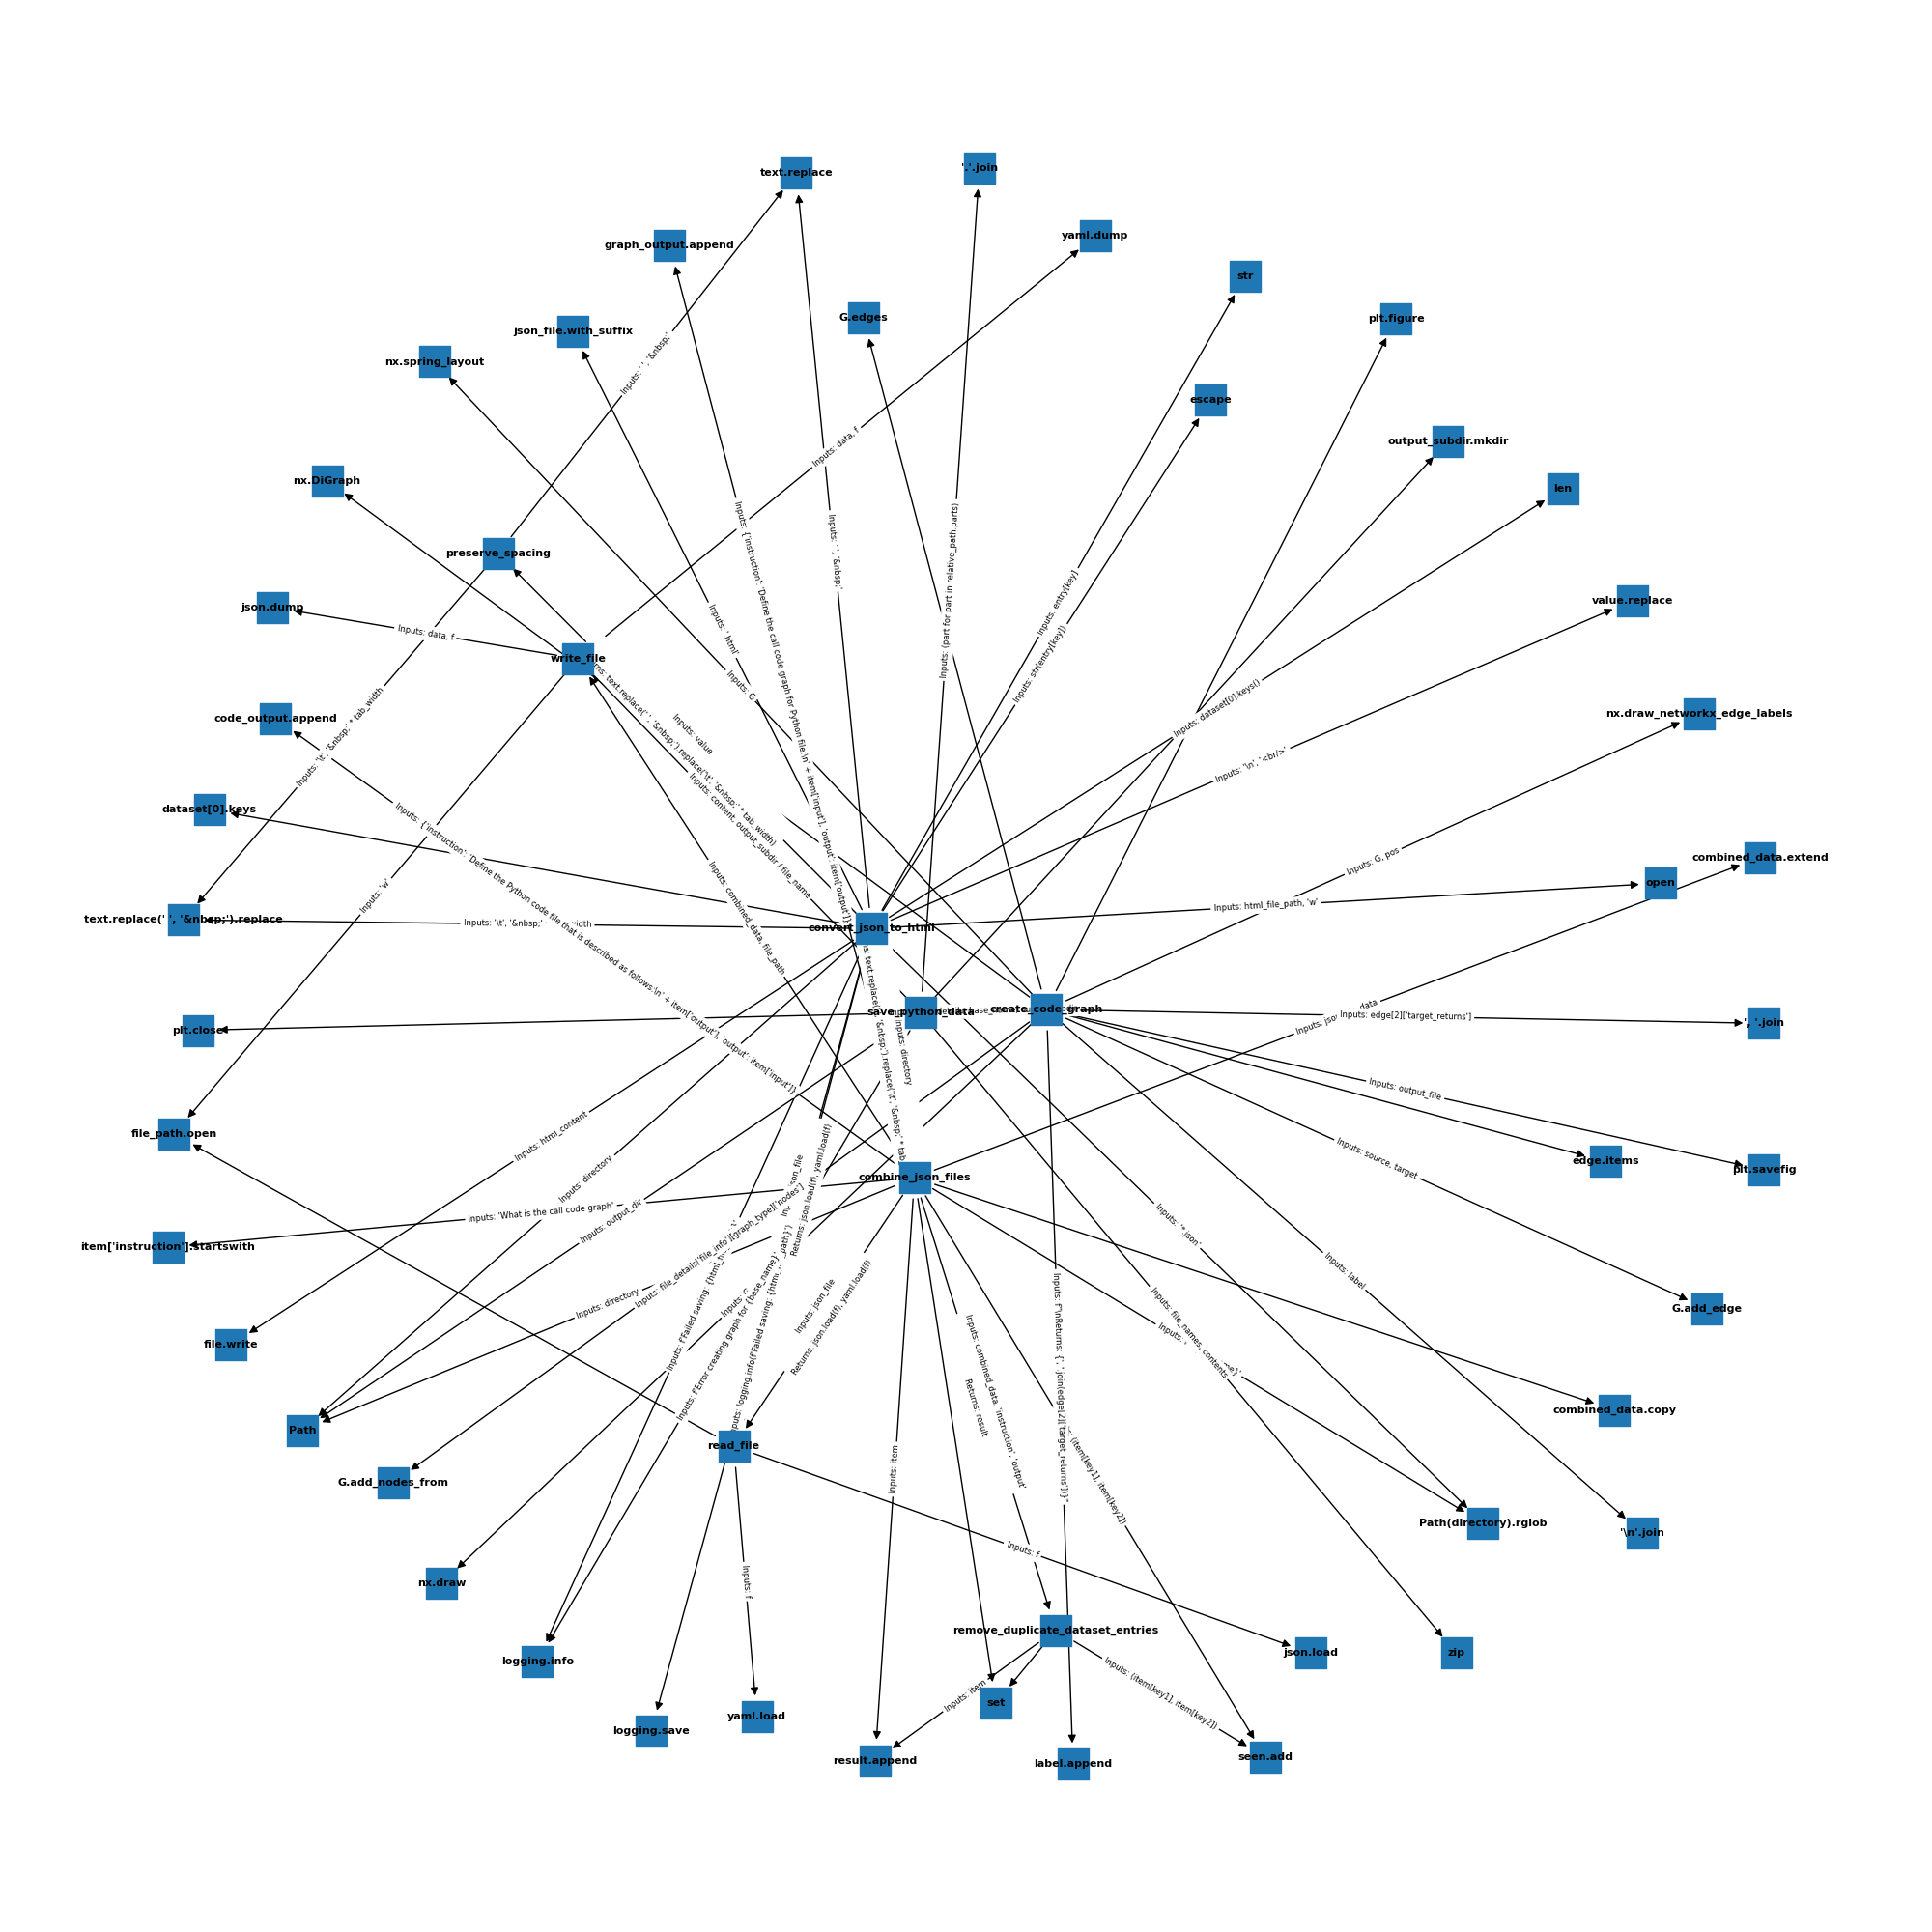 text.replace
'.'.join
yaml.dump
graph_output.append
str
G.edges
plt.figure
json_file.with_suffix
nx.spring_layout
Inputs: ' ', '&nbsp;'
escape
output_subdir.mkdir
Inputs: data, f
nx.DiGraph
len
preserve_spacing
Inputs: ' ', '&nbsp;'
Inputs: (part for part in relative_path.parts)
Inputs: entry[key]
json.dump
value.replace
Inputs: data, f
Inputs: '.html'
Inputs: {'instruction': 'Define the call code graph for Python file:\n' + item['input'], 'output': item['output']}
write_file
Inputs: str(entry[key])
Inputs: G
code_output.append
Inputs: dataset[0].keys()
nx.draw_networkx_edge_labels
Inputs: '\t', '&nbsp;' * tab_width
Inputs: value
text.replace(' ', '&nbsp;').replace('\t', '&nbsp;' * tab_width)
Inputs: '\n', '<br/>'
dataset[0].keys
Inputs: content, output_subdir / file_name
Inputs: {'instruction': 'Define the Python code file that is described as follows:\n' + item['output'], 'output': item['input']}
combined_data.extend
Inputs: G, pos
Inputs: 'w'
open
Inputs: combined_data, file_path
text.replace(' ', '&nbsp;').replace
Inputs: '\t', '&nbsp;'
convert_json_to_html
Inputs: html_file_path, 'w'
save_python_data
create_code_graph
plt.close
Inputs: edge[2]['target_returns']
', '.join
Inputs: directory
text.replace(' ', '&nbsp;').replace('\t', '&nbsp;' * tab
Inputs: output_file
file_path.open
Inputs: html_content
Inputs: source, target
edge.items
plt.savefig
Inputs: directory
combine_json_files
Inputs: 'What is the call code graph'
Inputs: output_dir
Inputs: '*.json'
item['instruction'].startswith
Inputs: file_details['file_info'][graph_type]['nodes']
Returns: json.load(f), yaml.load(f)
Inputs: directory
Inputs: label
G.add_edge
file.write
Inputs: json_file
Returns: json.load(f), yaml.load(f)
Inputs: file_names, contents
Inputs: f'Failed saving: {html_
Inputs: f'Error creating graph for {base_name}
Inputs: logging.info(f'Failed saving:
Inputs: combined_data, 'instruction', 'output'
Returns: result
Inputs: f"\nReturns: {', '.join(edge[2]['target_returns'])}"
(item[key1], item[key2])
combined_data.copy
Path
read_file
G.add_nodes_from
Inputs: item
Path(directory).rglob
'\n'.join
Inputs: f
nx.draw
Inputs: f
remove_duplicate_dataset_entries
json.load
zip
logging.info
Inputs: item
Inputs: (item[key1], item[key2])
set
yaml.load
logging.save
result.append
label.append
seen.add